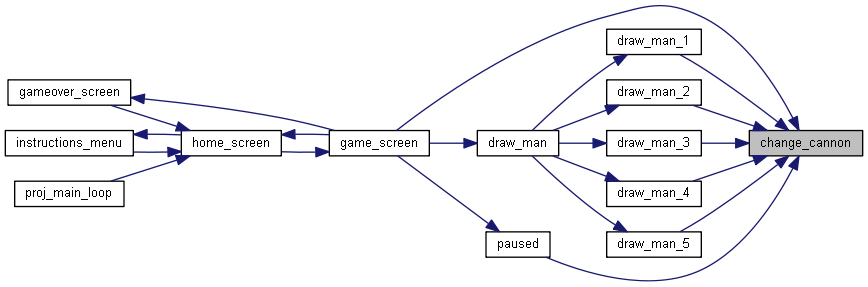 draw_man_1
gameover_screen
draw_man_2
instructions_menu
home_screen
game_screen
draw_man
draw_man_3
change_cannon
proj_main_loop
draw_man_4
paused
draw_man_5